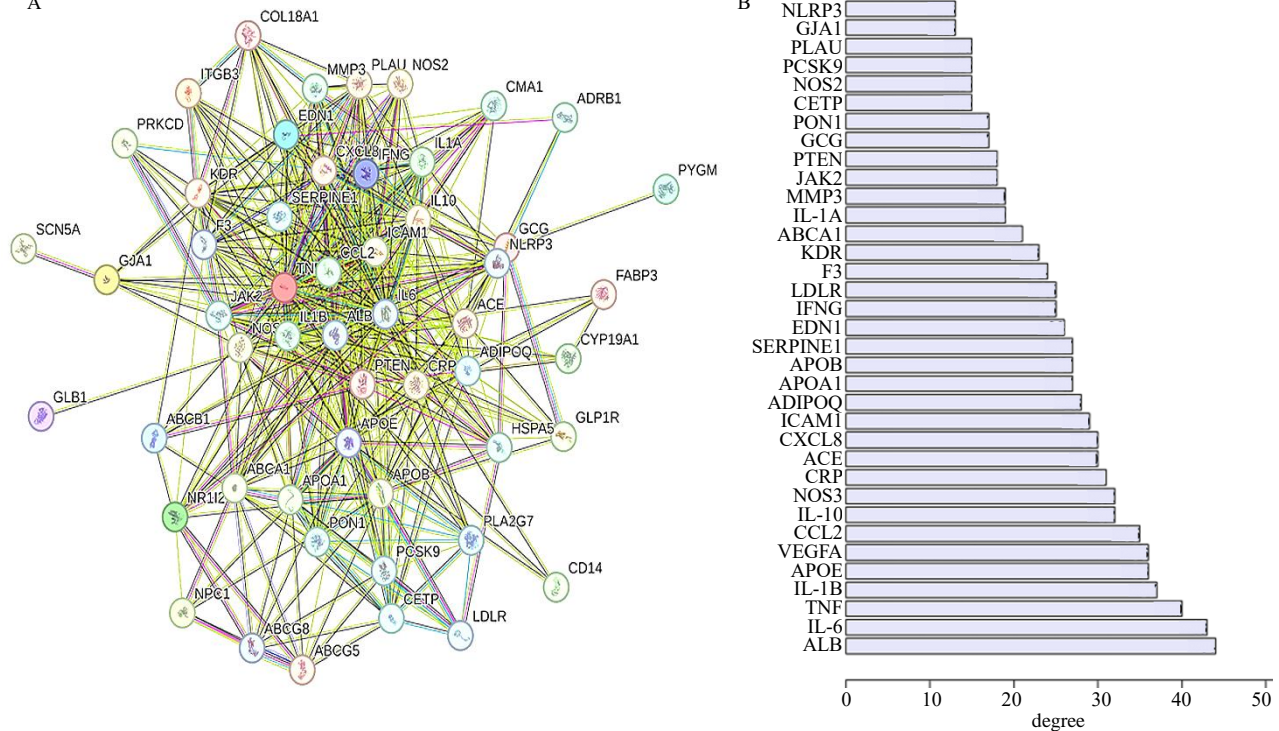 A
COL18A1
ITGB3
MMP3
PLAU
NOS2
CMA1
ADRB1
EDN1
PRKCD
CXCL8
IFNG
IL1A
KDR
PYGM
SERPINE1
IL10
F3
ICAM1
GCG
SCN5A
NLRP3
CCL2
GJA1
TNF
FABP3
JAK2
IL6
ACE
NOS
IL1B
ALB
CYP19A1
ADIPOQ
PTEN
CRP
GLB1
ABCB1
APOE
HSPA5
GLP1R
ABCA1
APOA1
APOB
NR1I2
PON1
PLA2G7
PCSK9
CD14
NPC1
CETP
LDLR
ABCG8
ABCG5
B
NLRP3
GJA1
PLAU
PCSK9
NOS2
CETP
PON1
GCG
PTEN
JAK2
MMP3
IL-1A
ABCA1
KDR
F3
LDLR
IFNG
EDN1
SERPINE1
APOB
APOA1
ADIPOQ
ICAM1
CXCL8
ACE
CRP
NOS3
IL-10
CCL2
VEGFA
APOE
IL-1B
TNF
IL-6
ALB
0 10 20 30 40 50
degree